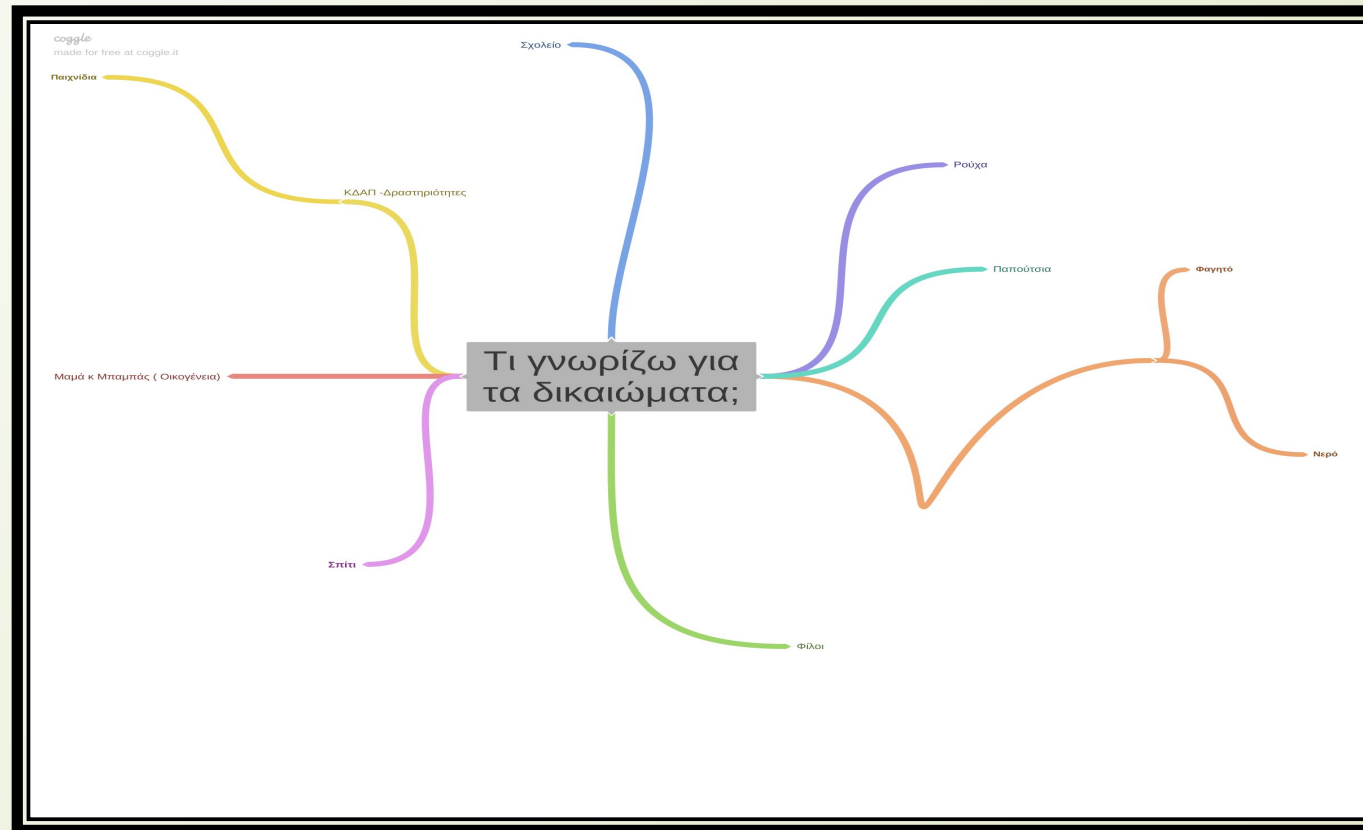 coggle
made for free at coggle.it
Σχολείο
Παιχνίδια
Ρούχα
ΚΔΑΠ -Δραστηριότητες
Παπούτσια
Φαγητό
Τι γνωρίζω για
τα δικαιώματα;
Μαμά κ Μπαμπάς ( Οικογένεια)
Νερό
Σπίτι
Φίλοι